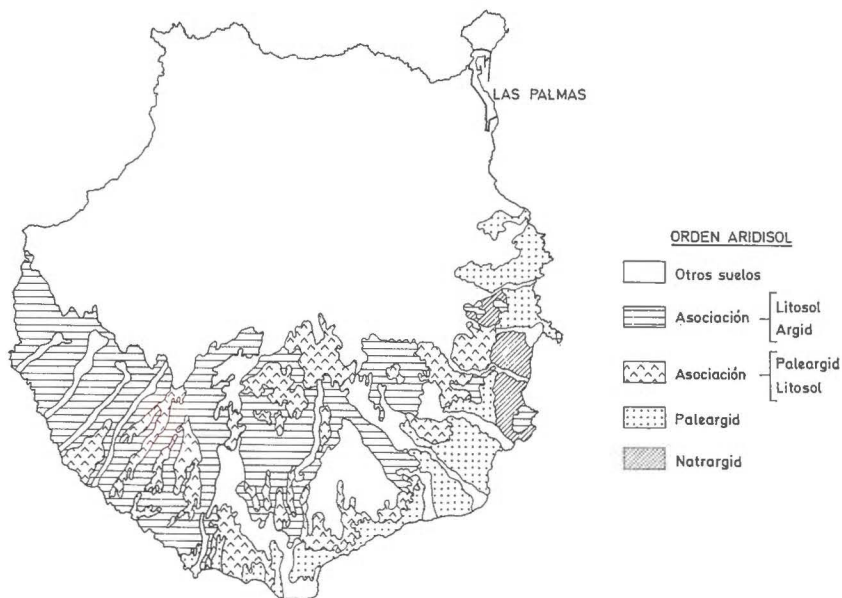 LAS PALMAS
ORDEN ARIDISOL
Otros suelos
Asociación Litosol
Argid
Asociación Paleargid
Litosol
Paleargid
Natrargid